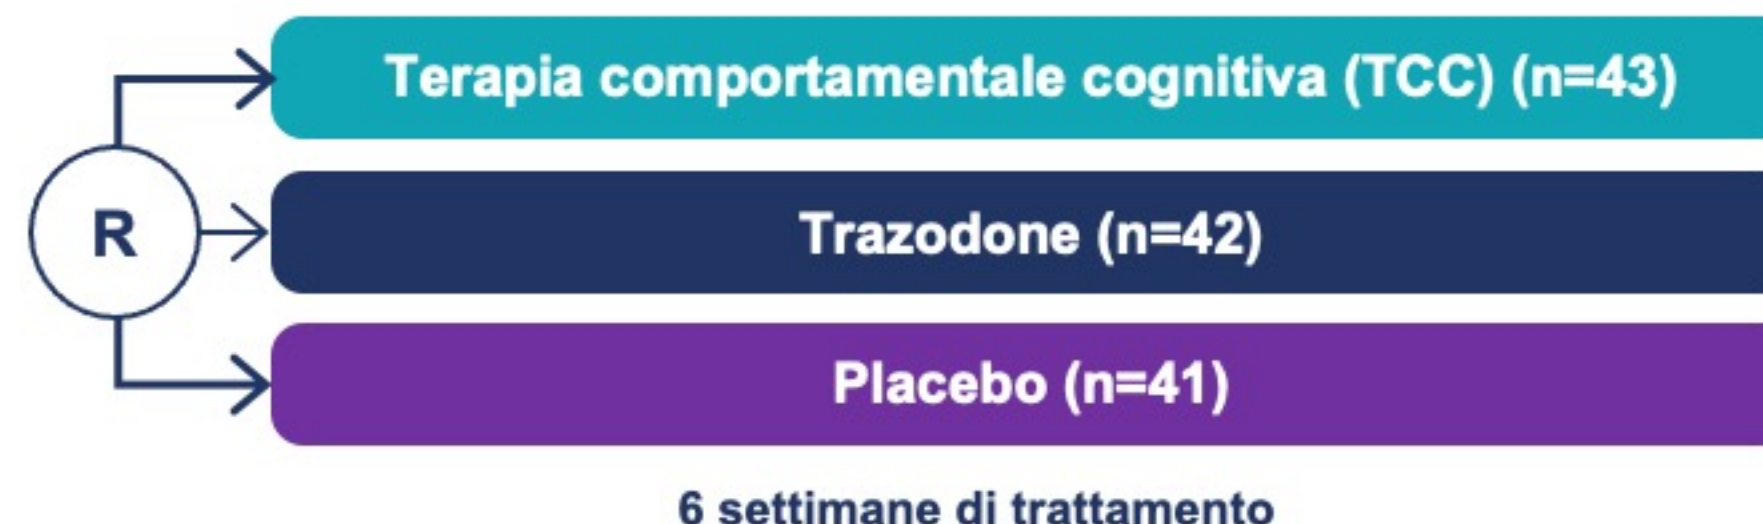 Terapia comportamentale cognitiva (TCC) (n=43)
R
Trazodone (n=42)
Placebo (n=41)
6 settimane di trattamento